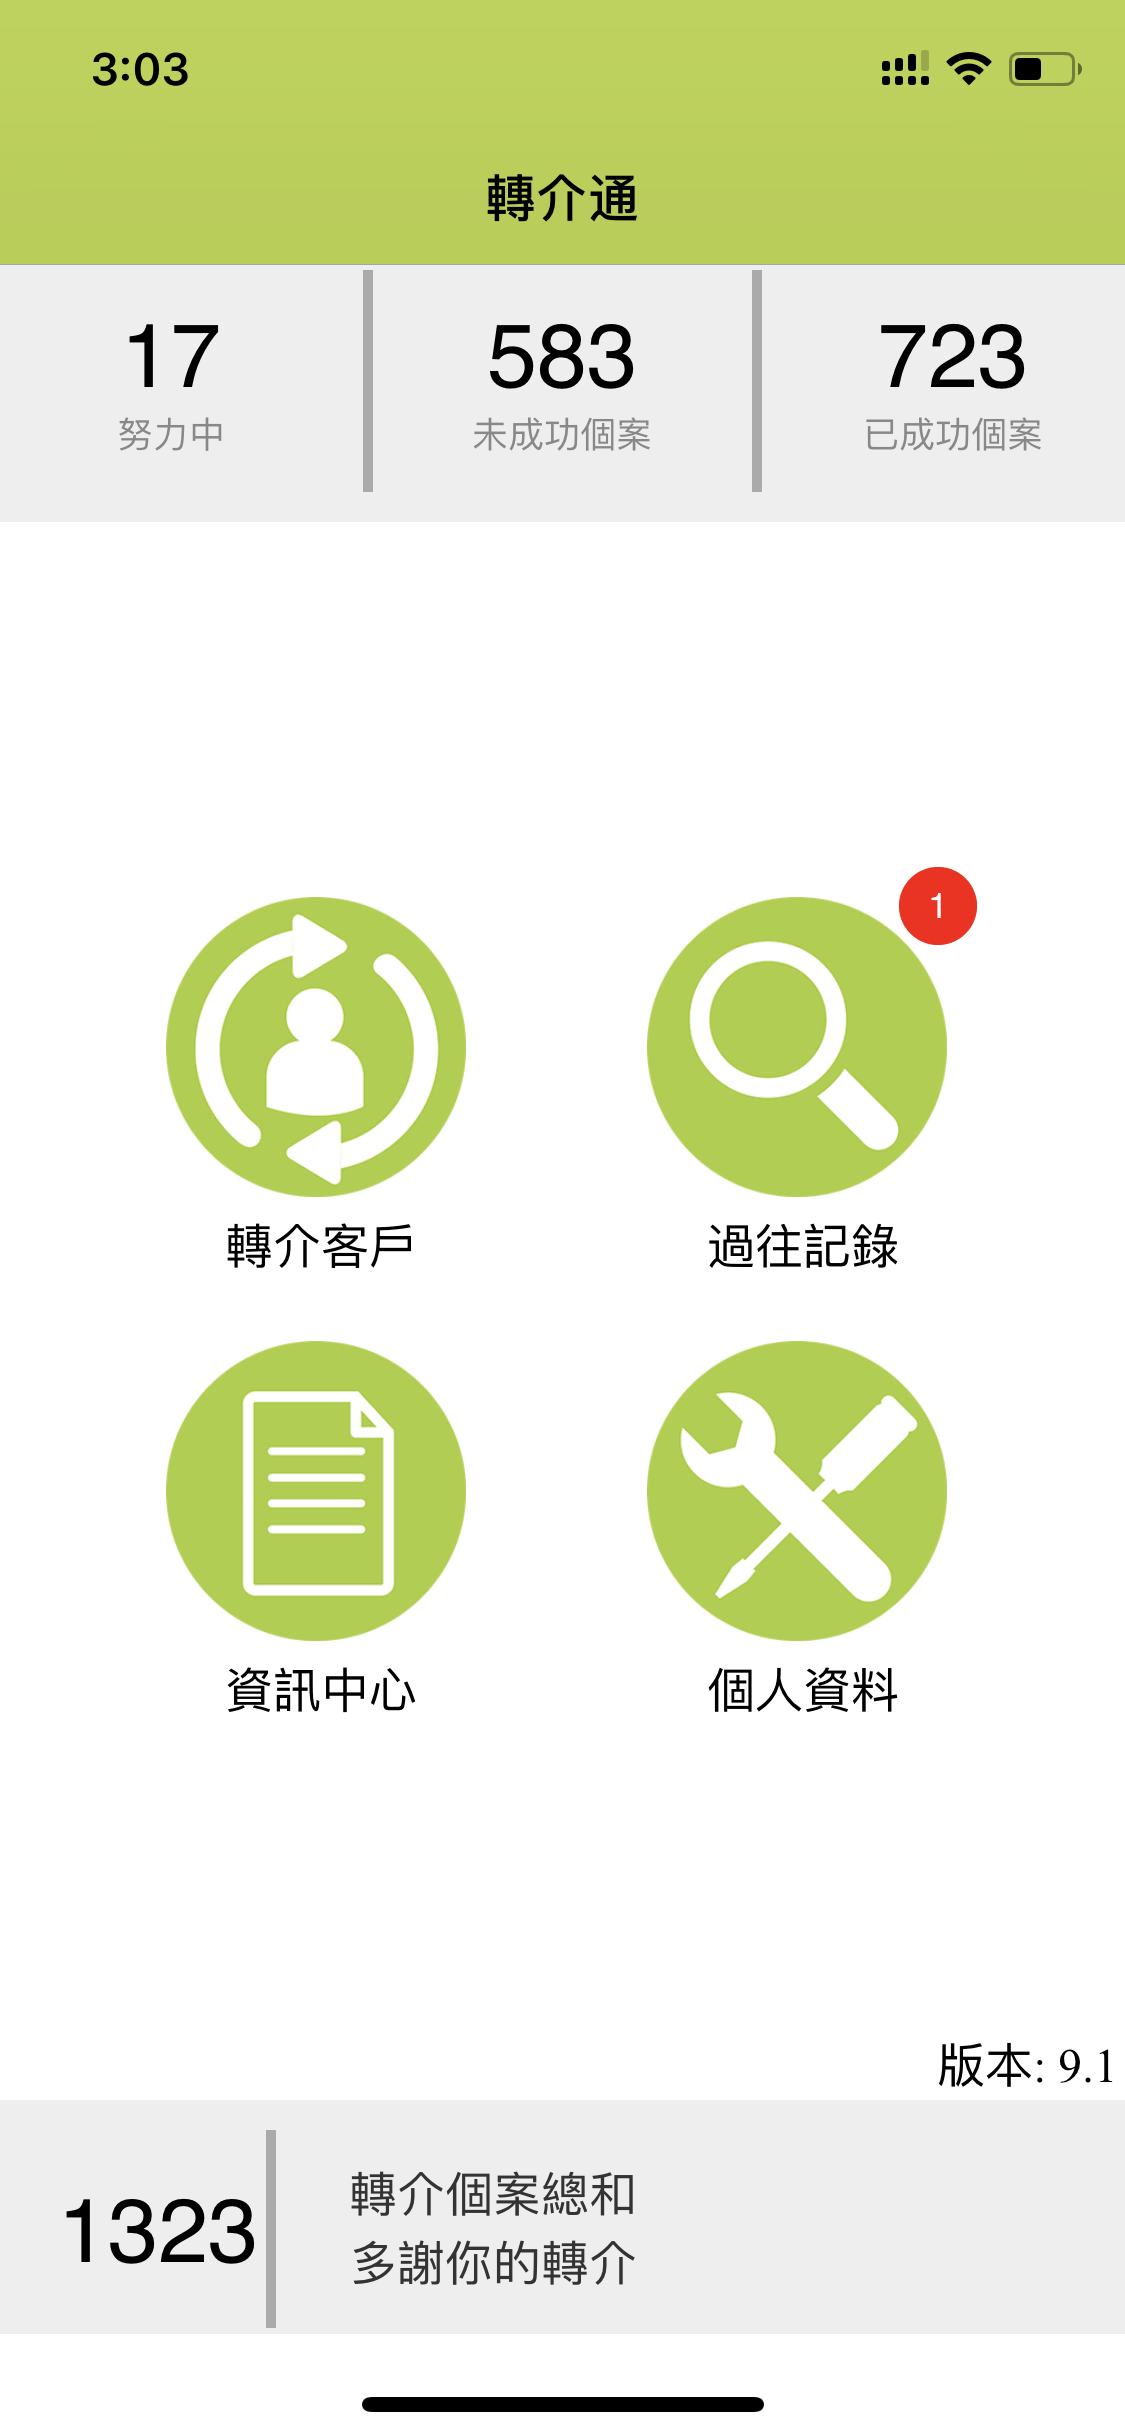 3:03
轉介通
17
583
723
努力中
未成功個案
已成功個案
1
轉介客戶
過往記錄
資訊中心
個人資料
版本: 9.1
1323
轉介個案總和
多謝你的轉介